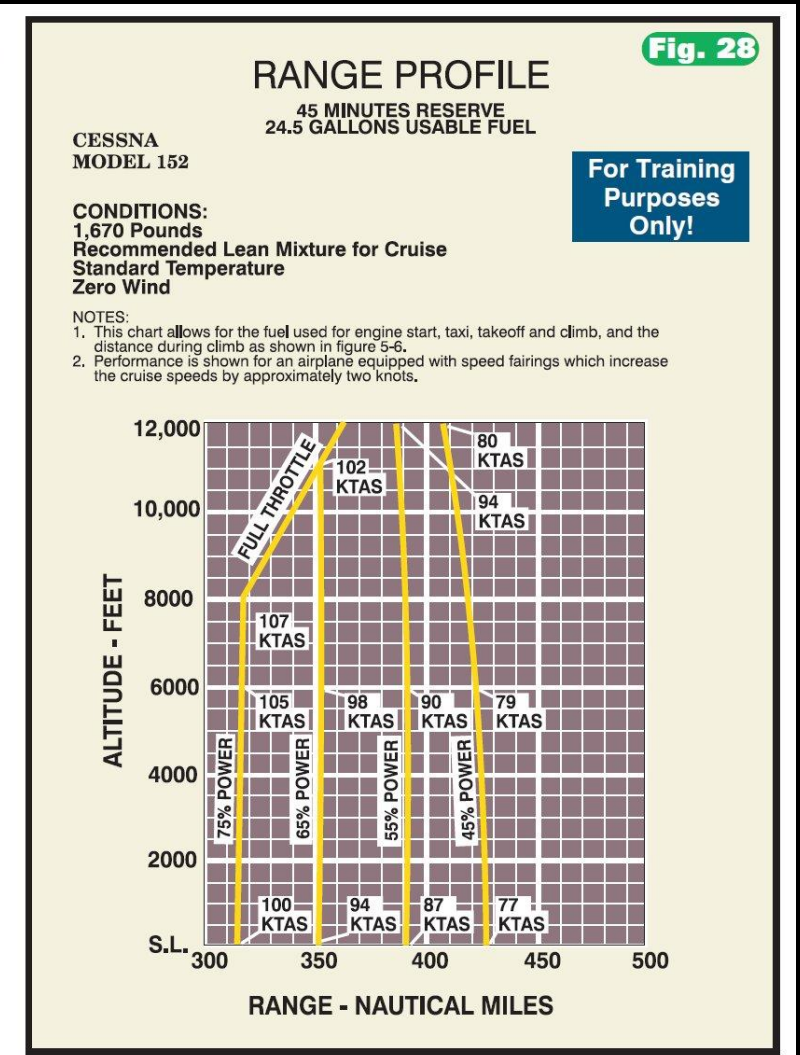 Fig. 28
RANGE PROFILE
45 MINUTES RESERVE
24.5 GALLONS USABLE FUEL
CESSNA
MODEL 152
For Training
Purposes
Only!
CONDITIONS:
1,670 Pounds
Recommended Lean Mixture for Cruise
Standard Temperature
Zero Wind
NOTES:
1. This chart allows for the fuel used for engine start, taxi, takeoff and climb, and the
distance during climb as shown in figure 5-6.
2. Performance is shown for an airplane equipped with speed fairings which increase
the cruise speeds by approximately two knots.
ALTITUDE - FEET
12,000
10,000
8000
6000
4000
2000
S.L.
FULL THROTTLE
80
KTAS
102
KTAS
94
KTAS
107
KTAS
105
KTAS
98
KTAS
90
KTAS
79
KTAS
75% POWER
65% POWER
55% POWER
45% POWER
100
KTAS
94
KTAS
87
KTAS
77
KTAS
300 350 400 450 500
RANGE - NAUTICAL MILES